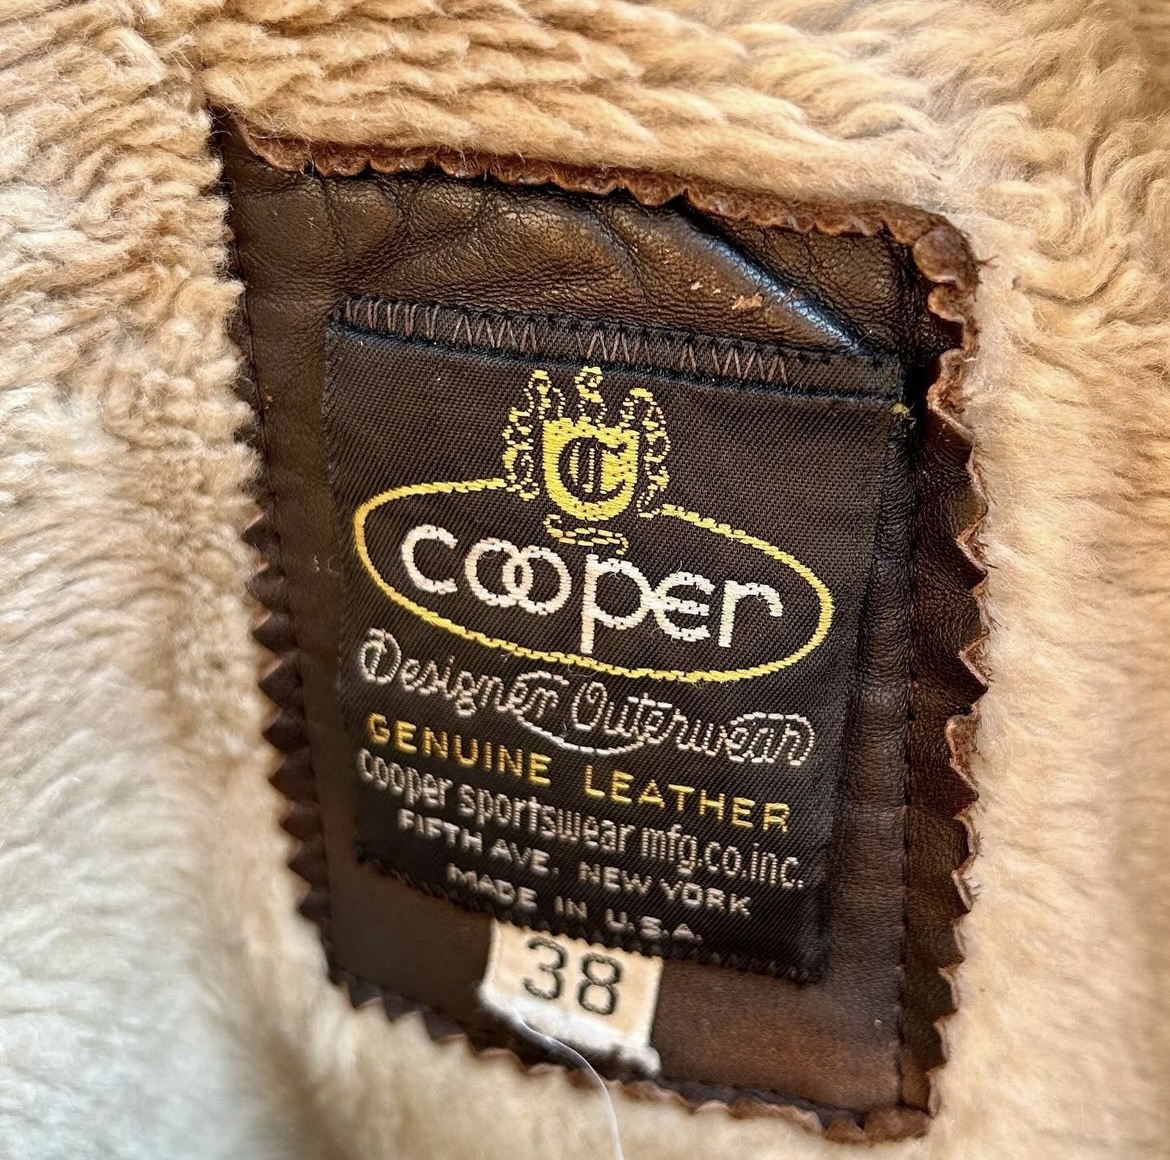 C
cooper
Designer Outerwear
GENUINE LEATHER
cooper sportswear mfg.co.inc.
FIFTH AVE. NEW YORK
MADE IN U.S.A.
38